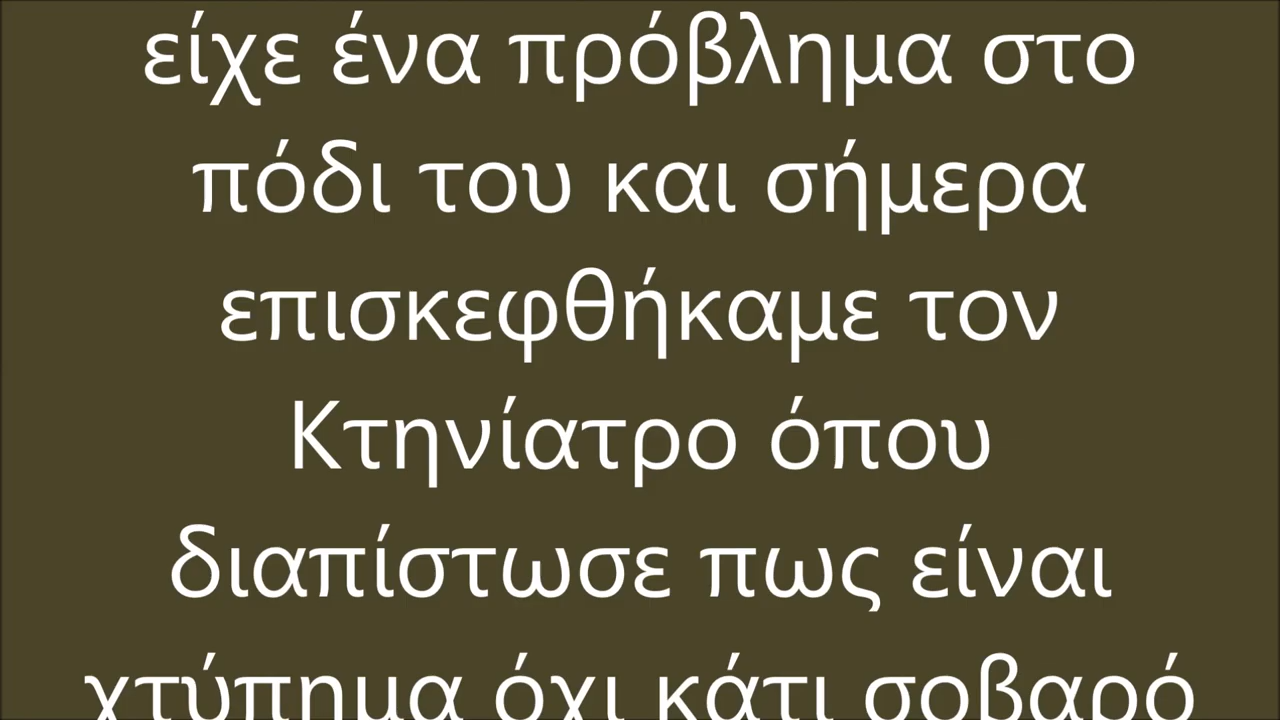 είχε ένα πρόβλημα στο
πόδι του και σήμερα
επισκεφθήκαμε τον
Κτηνίατρο όπου
διαπίστωσε πως είναι
χτύπημα όχι κάτι σοβαρό